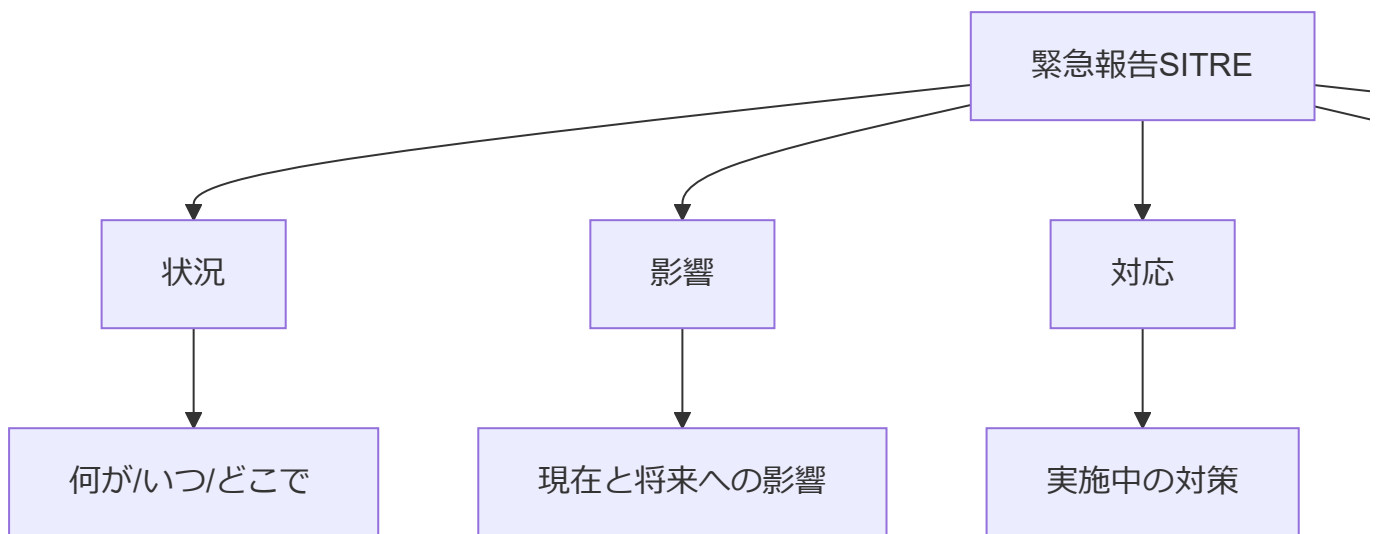 緊急報告SITRE
状況
影響
対応
何が/いつ/どこで
現在と将来への影響
実施中の対策